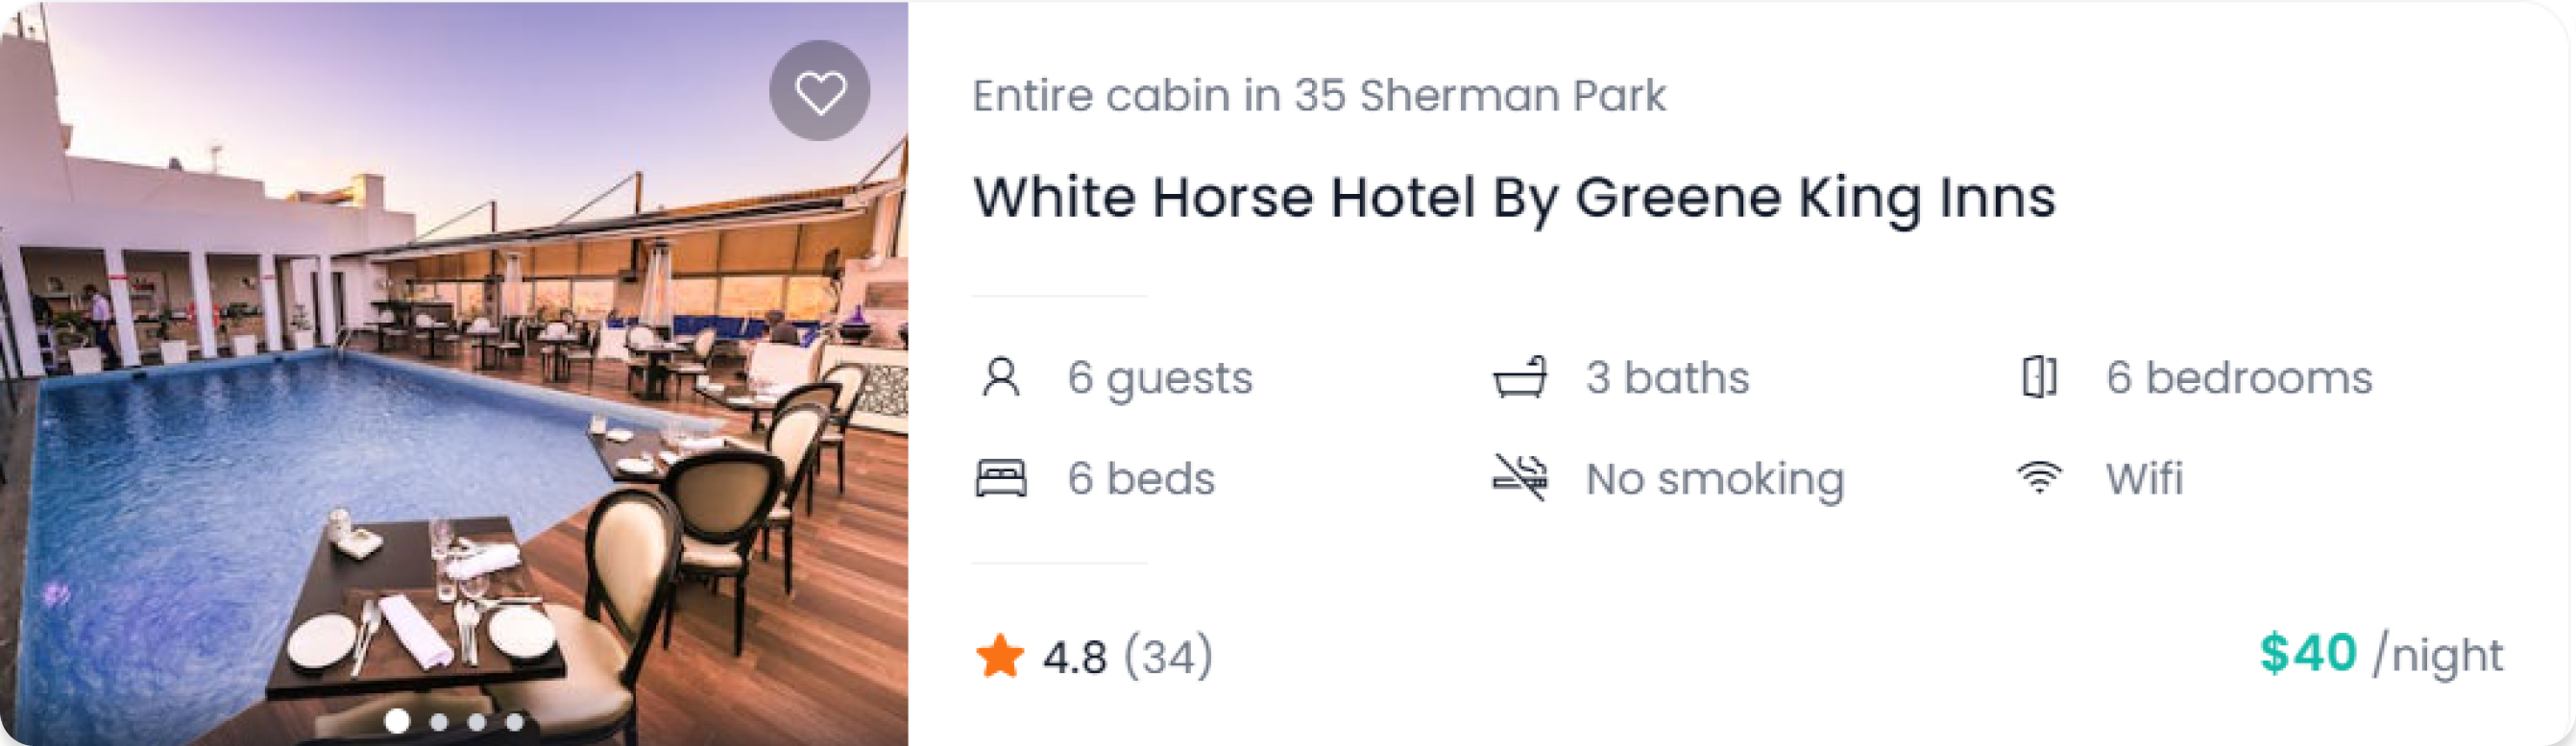 Entire cabin in 35 Sherman Park
White Horse Hotel By Greene King Inns
6 guests
3 baths
6 bedrooms
6 beds
No smoking
Wifi
4.8 (34)
$40 /night